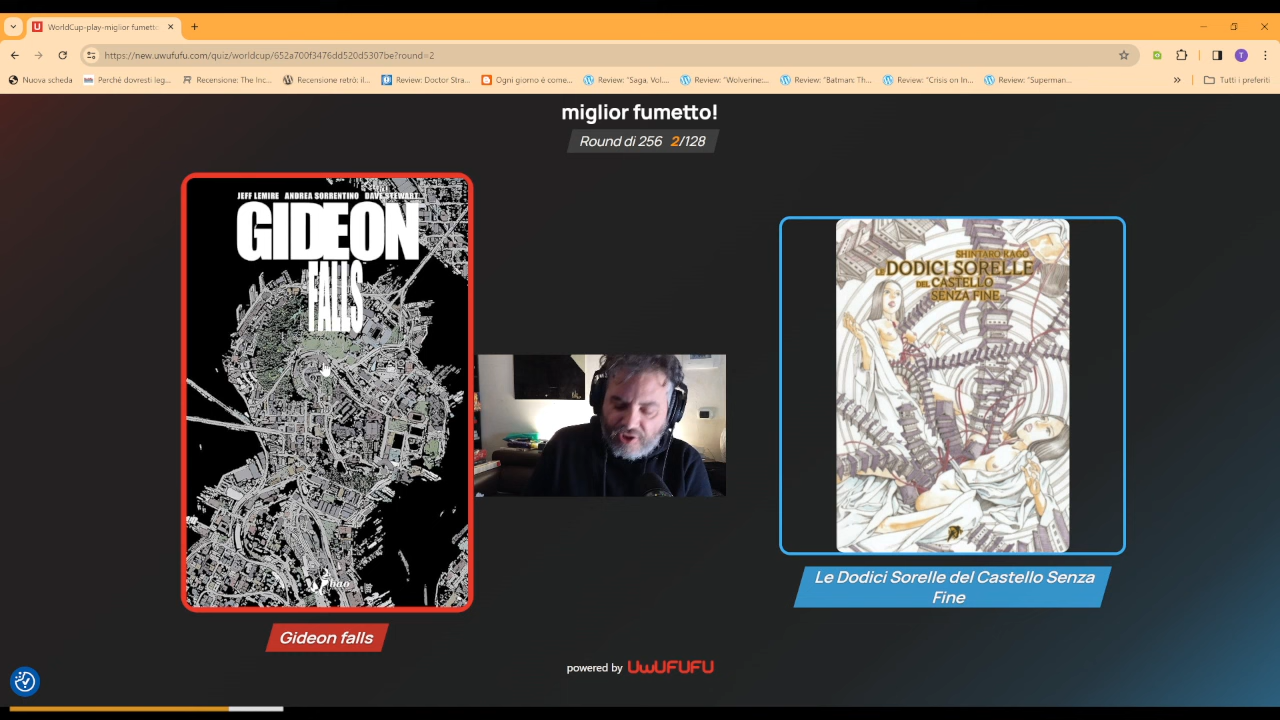 WorldCup-play-miglior fumetto:
https://new.uwufufu.com/quiz/worldcup/652a700f3476dd520d5307be?round=2
T
Nuova scheda
Perché dovresti leg...
Recensione: The Inc...
Recensione retrò: il...
Review: Doctor Stra...
Ogni giorno è come...
Review: "Saga, Vol....
Review: "Wolverine:...
Review: "Batman: Th...
Review: "Crisis on In...
Review: "Superman...
»
Tutti i preferiti
miglior fumetto!
Round di 256 2/128
JEFF LEMIRE ANDREA SORRENTINO DAVE STEWART
GIDEON
FALLS
bao
Gideon falls
SHINTARO KAGO
LE DODICI SORELLE
DEL CASTELLO
SENZA FINE
Le Dodici Sorelle del Castello Senza
Fine
powered by UWUFUFU